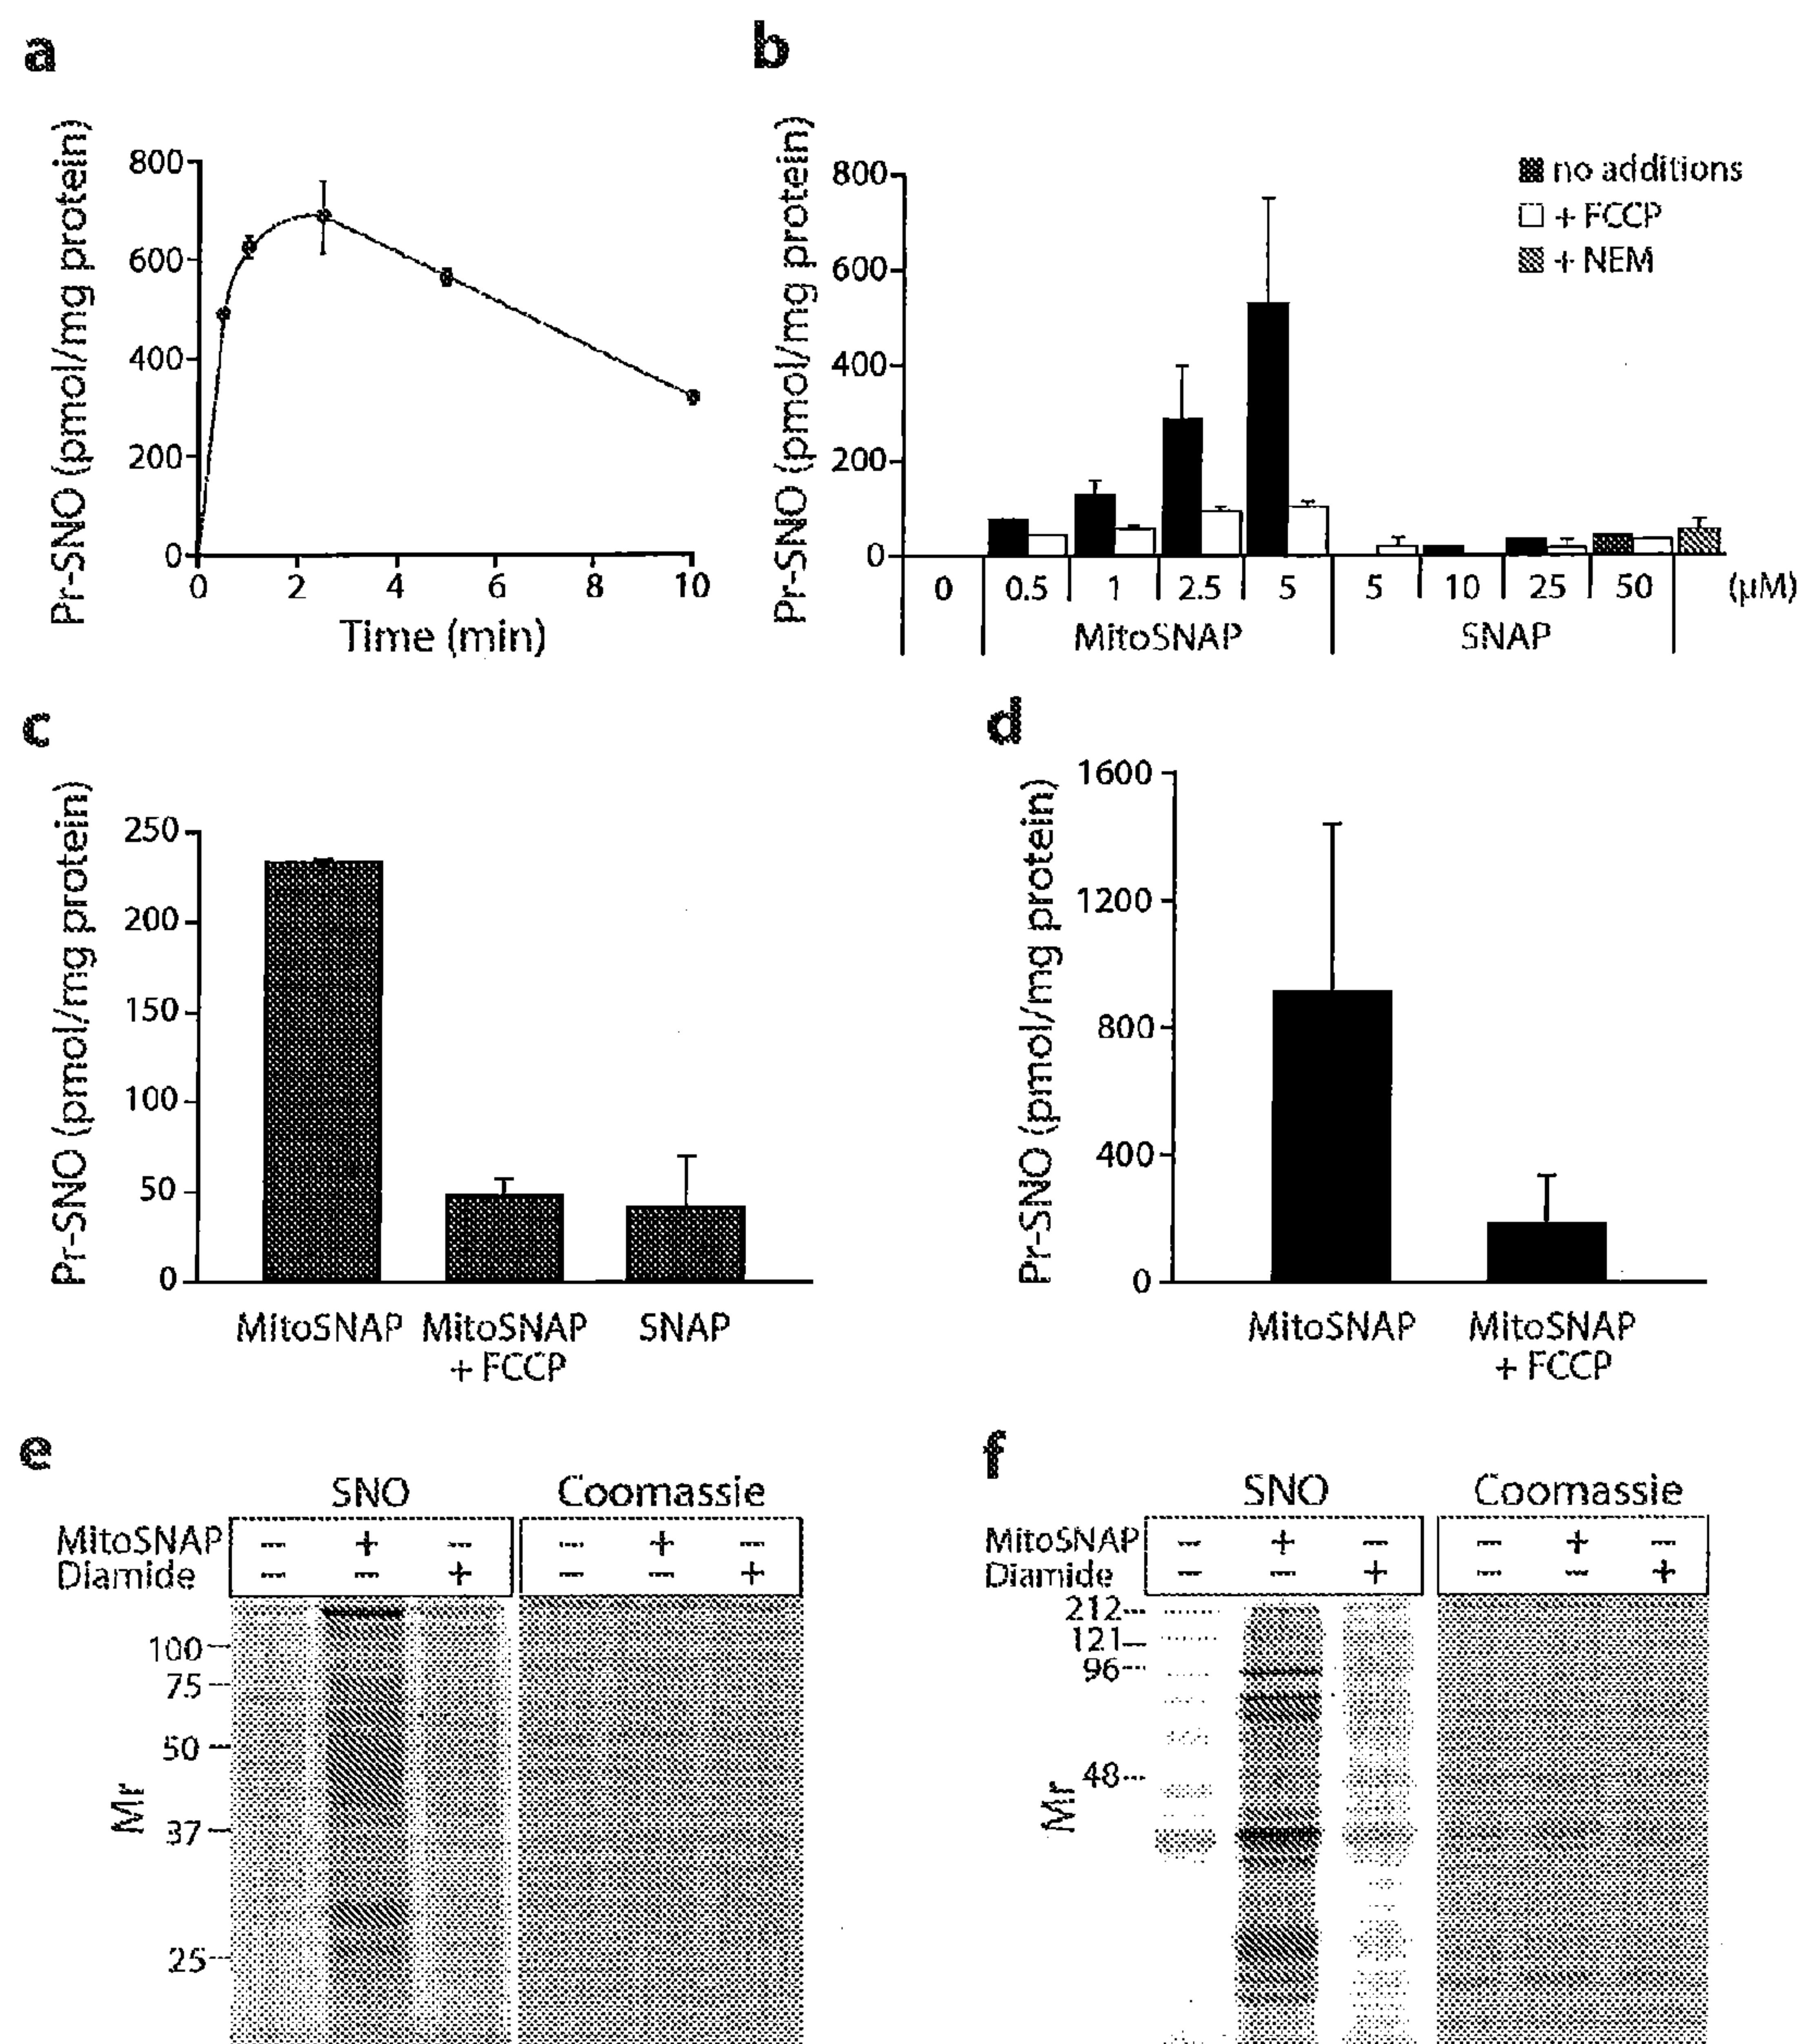 a
Pr-SNO (pmol/mg protein)
800
600
400
200
0
0 2 4 6 8 10
Time (min)
b
Pr-SNO (pmol/mg protein)
800
600
400
200
0
no additions
+ FCCP
+ NEM
0 0.5 1 2.5 5 5 10 25 50 (μM)
MitoSNAP SNAP
c
Pr-SNO (pmol/mg protein)
250
200
150
100
50
0
MitoSNAP MitoSNAP SNAP
+ FCCP
d
Pr-SNO (pmol/mg protein)
1600
1200
800
400
0
MitoSNAP MitoSNAP
+ FCCP
e
SNO Coomassie
MitoSNAP − + − − + −
Diamide − − + − − +
100
75
50
37
25
Mr
f
SNO Coomassie
MitoSNAP − + − − + −
Diamide − − + − − +
212
121
96
48
Mr